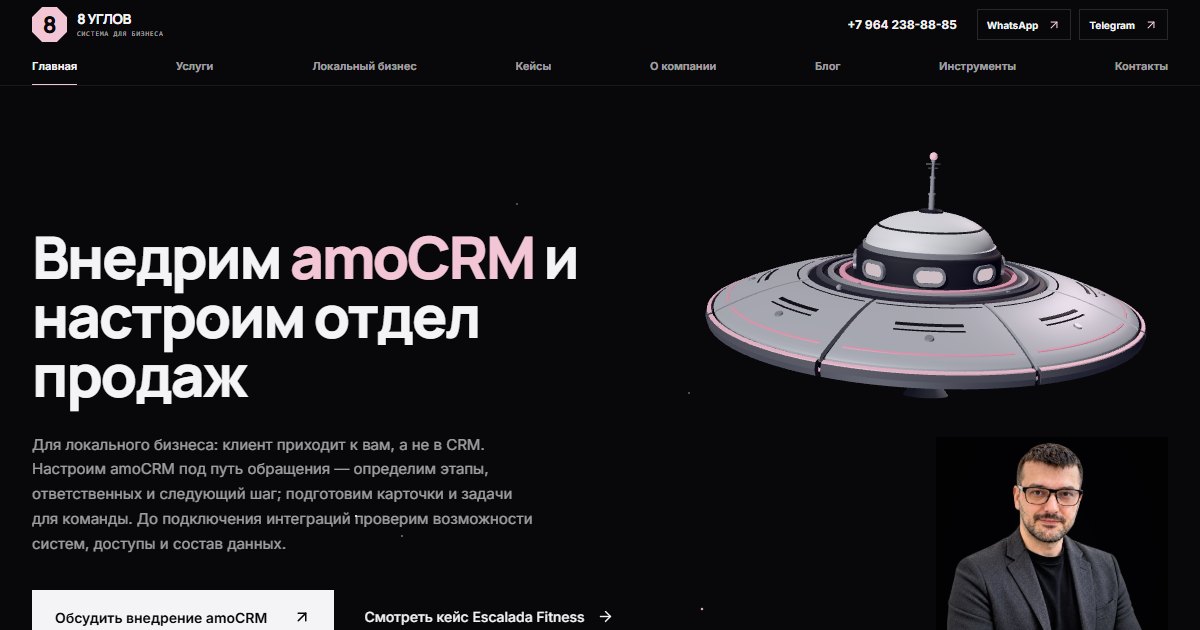 8
8 УГЛОВ
СИСТЕМА ДЛЯ БИЗНЕСА
+7 964 238-88-85
WhatsApp
Telegram
Главная
Услуги
Локальный бизнес
Кейсы
О компании
Блог
Инструменты
Контакты
Внедрим amoCRM и
настроим отдел
продаж
Для локального бизнеса: клиент приходит к вам, а не в CRM.
Настроим amoCRM под путь обращения — определим этапы,
ответственных и следующий шаг; подготовим карточки и задачи
для команды. До подключения интеграций проверим возможности
систем, доступы и состав данных.
Обсудить внедрение amoCRM
Смотреть кейс Escalada Fitness